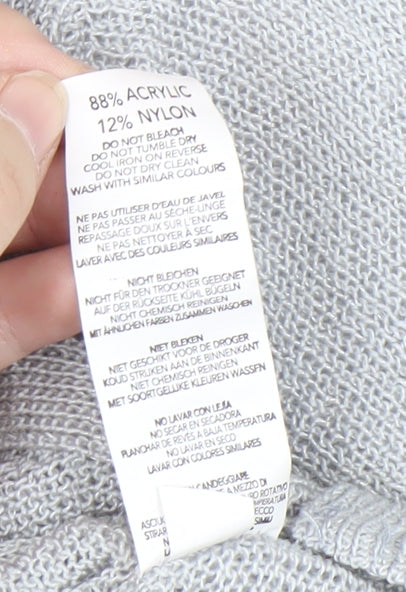 88% ACRYLIC
12% NYLON
DO NOT BLEACH
DO NOT TUMBLE DRY
COOL IRON ON REVERSE
DO NOT DRY CLEAN
WASH WITH SIMILAR COLOURS
NE PAS UTILISER D'EAU DE JAVEL
NE PAS PASSER AU SÈCHE-LINGE
REPASSAGE DOUX SUR L'ENVERS
NE PAS NETTOYER À SEC
LAVER AVEC DES COULEURS SIMILAIRES
NICHT BLEICHEN
NICHT FÜR DEN TROCKNER GEEIGNET
AUF DER RÜCKSEITE KÜHL BÜGELN
NICHT CHEMISCH REINIGEN
MIT ÄHNLICHEN FARBEN ZUSAMMEN WASCHEN
NIET BLEKEN
NIET GESCHIKT VOOR DE DROGER
KOUD STRIJKEN AAN DE BINNENKANT
NIET CHEMISCH REINIGEN
MET SOORTGELIJKE KLEUREN WASSEN
NO LAVAR CON LEJÍA
NO SECAR EN SECADORA
PLANCHAR DE REVÉS A BAJA TEMPERATURA
NO LAVAR EN SECO
LAVAR CON COLORES SIMILARES
CANDEGGIARE
A MEZZO DI
ROTATIVO
SECCO